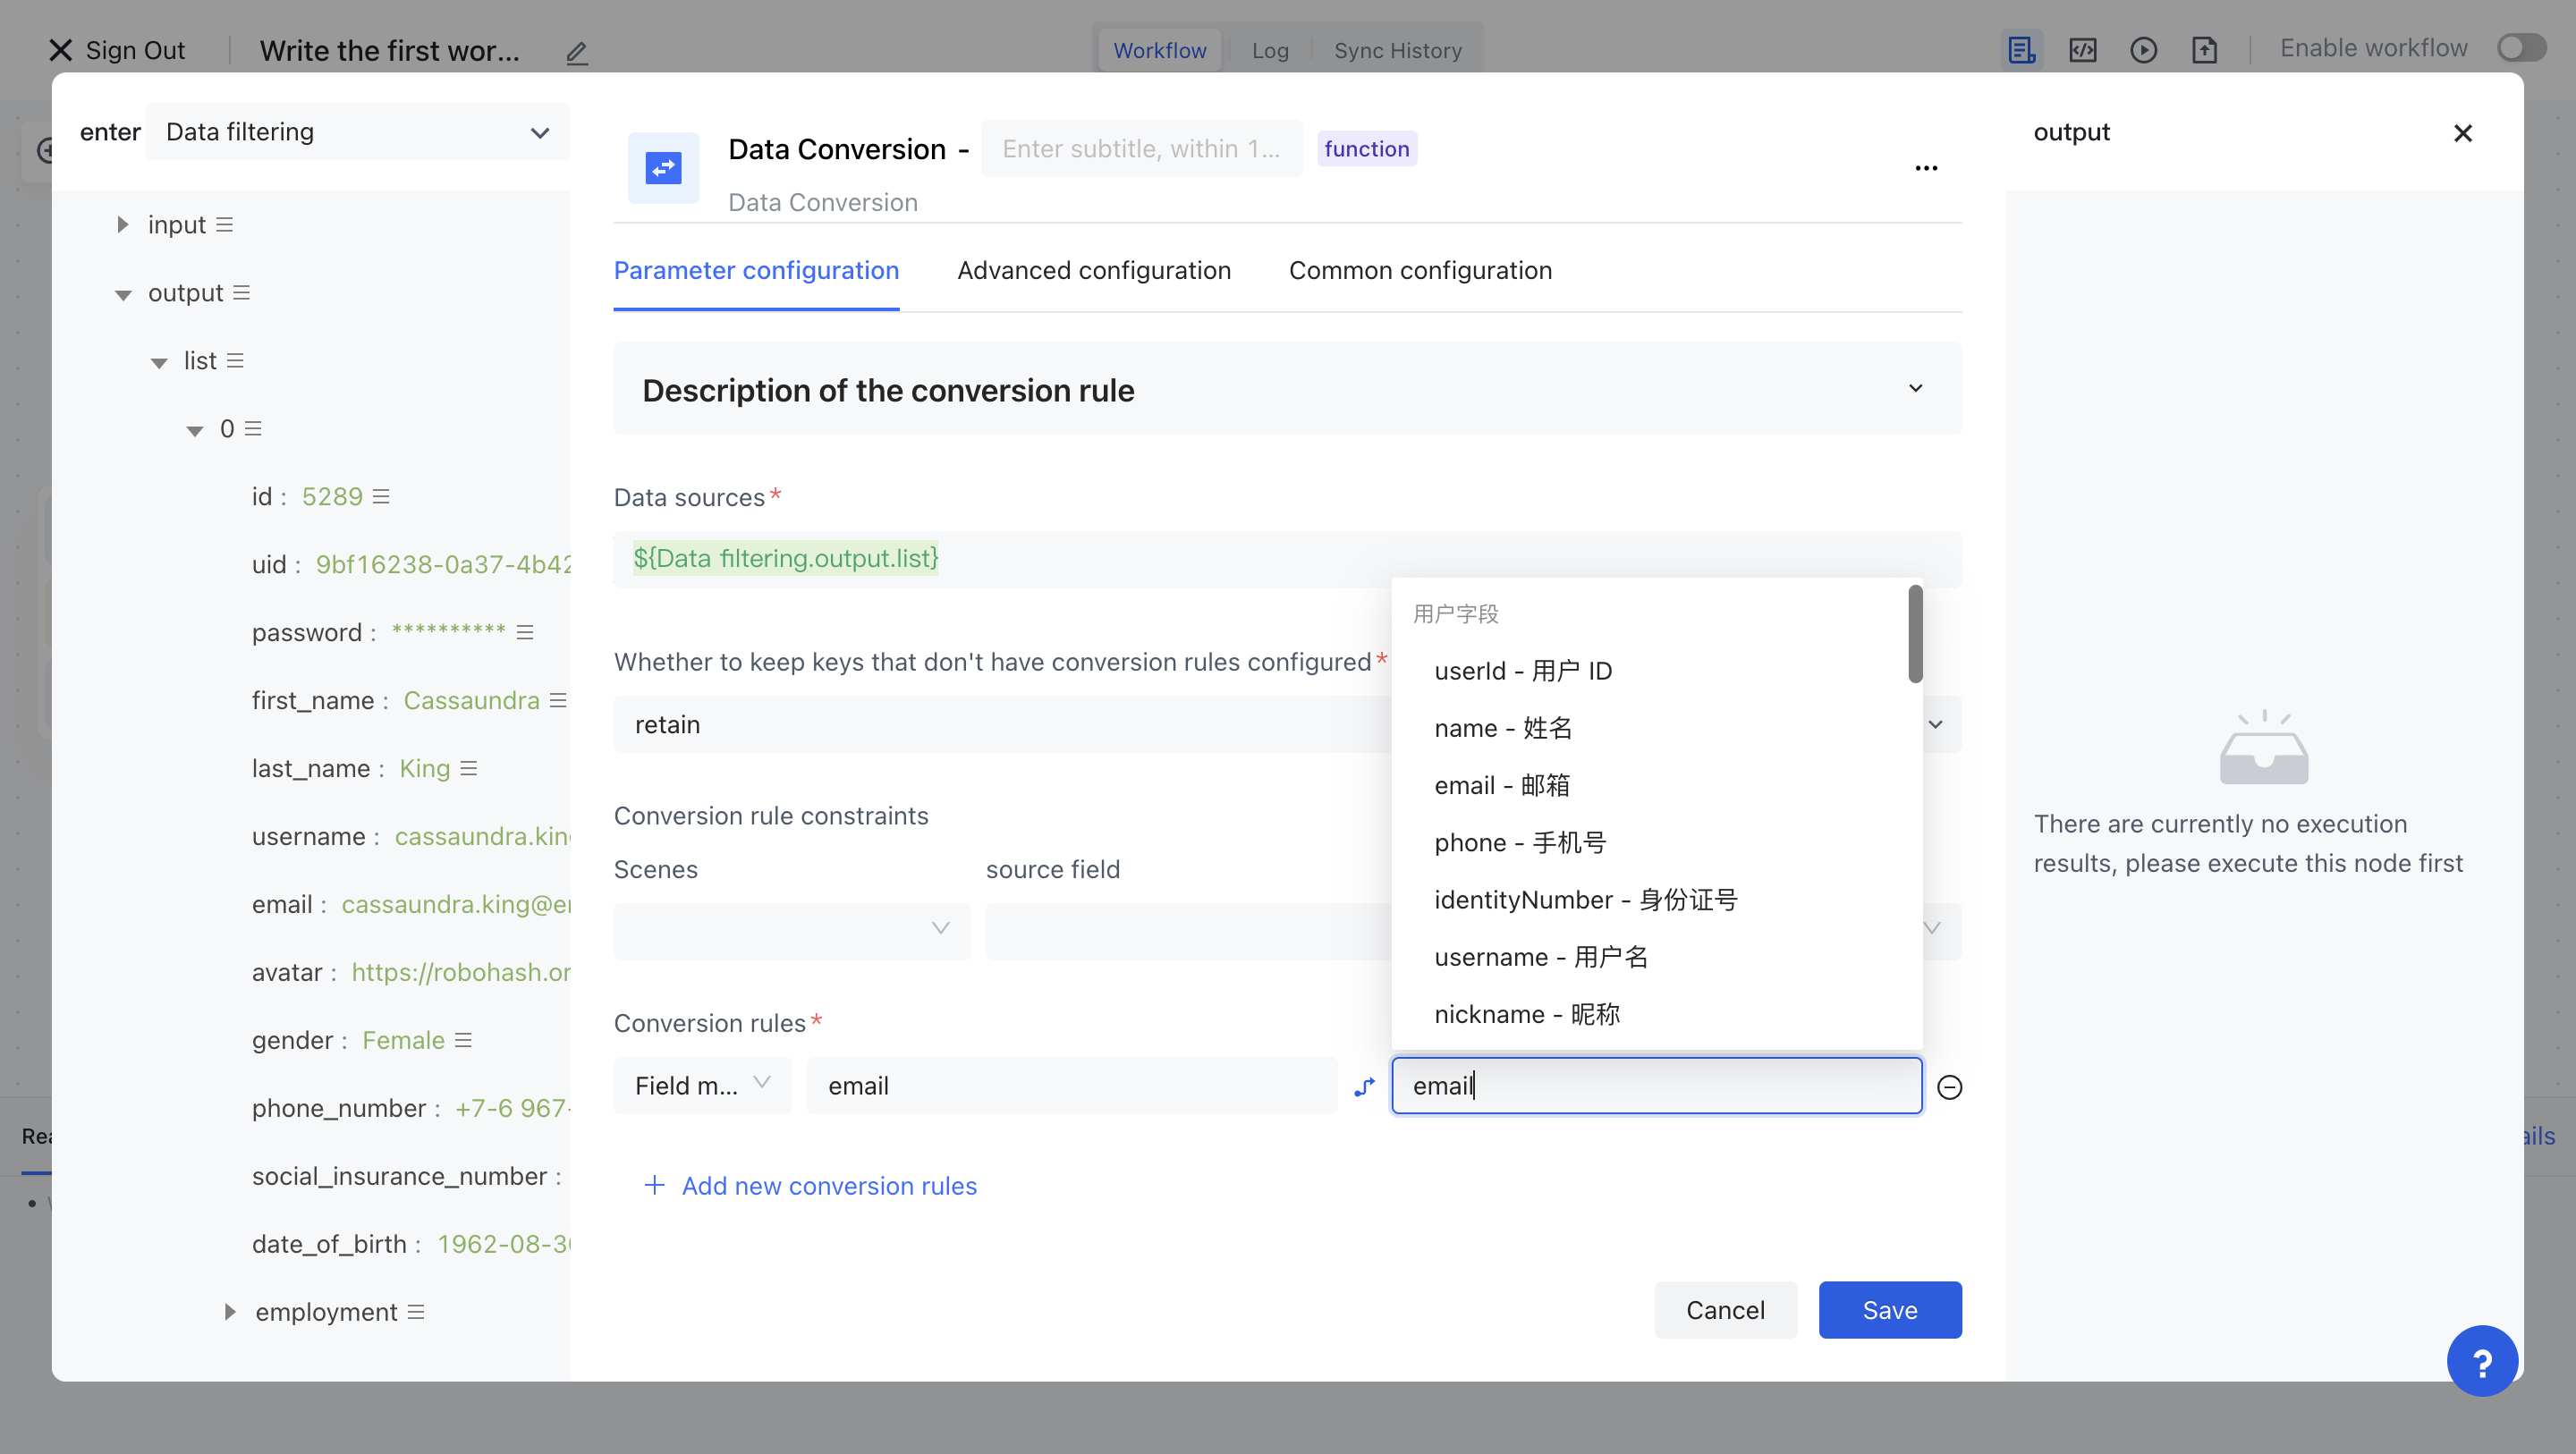 Sign Out
Write the first wor...
Workflow
Log
Sync History
Enable workflow
enter
Data filtering
input
output
list
0
id : 5289
uid : 9bf16238-0a37-4b42
password : **********
first_name : Cassaundra
last_name : King
username : cassaundra.king
email : cassaundra.king@e
avatar : https://robohash.or
gender : Female
phone_number : +7-6 967-
social_insurance_number :
date_of_birth : 1962-08-30
employment
Data Conversion -
Enter subtitle, within 1...
function
Data Conversion
...
Parameter configuration
Advanced configuration
Common configuration
Description of the conversion rule
Data sources*
${Data filtering.output.list}
Whether to keep keys that don't have conversion rules configured*
retain
Conversion rule constraints
Scenes
source field
用户字段
userId - 用户 ID
name - 姓名
email - 邮箱
phone - 手机号
identityNumber - 身份证号
username - 用户名
nickname - 昵称
Conversion rules*
Field m...
email
email
+ Add new conversion rules
Cancel
Save
output
There are currently no execution
results, please execute this node first
Rea
ails
?